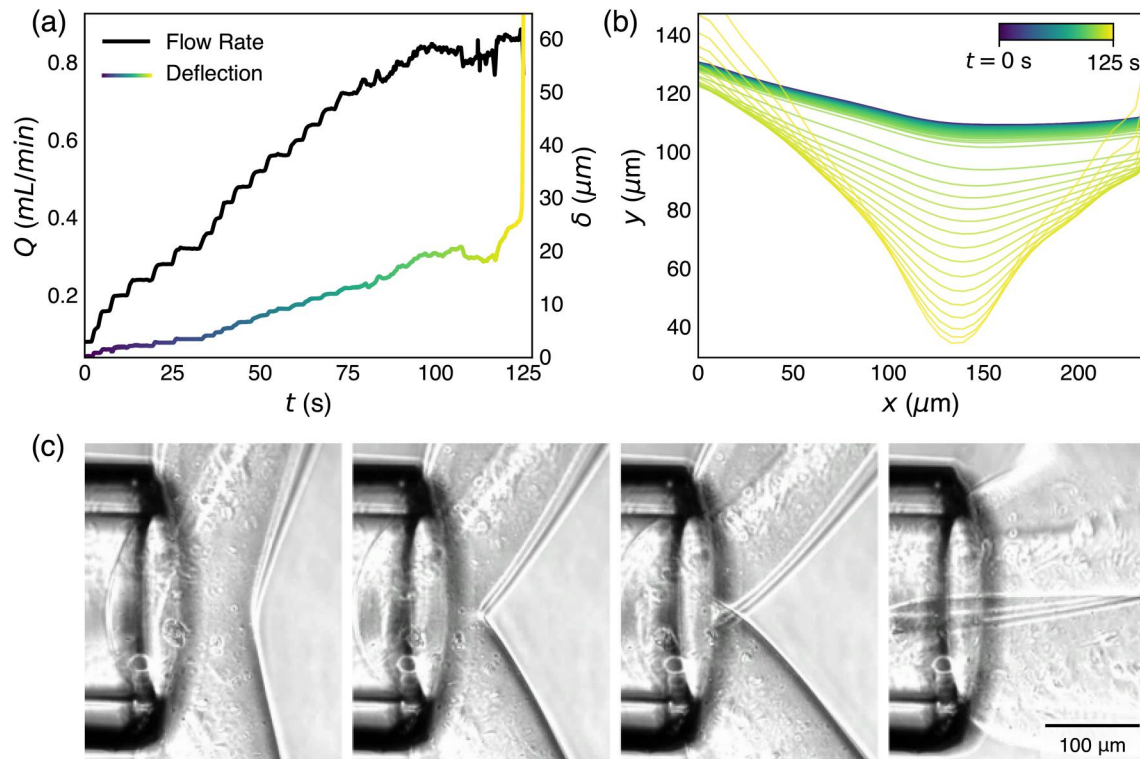 (a)
Flow Rate
Deflection
0.8
0.6
0.4
0.2
Q (mL/min)
60
50
40
30
20
10
0
δ (μm)
0 25 50 75 100 125
t (s)
(b)
t = 0 s 125 s
140
120
100
80
60
40
y (μm)
0 50 100 150 200
x (μm)
(c)
100 μm